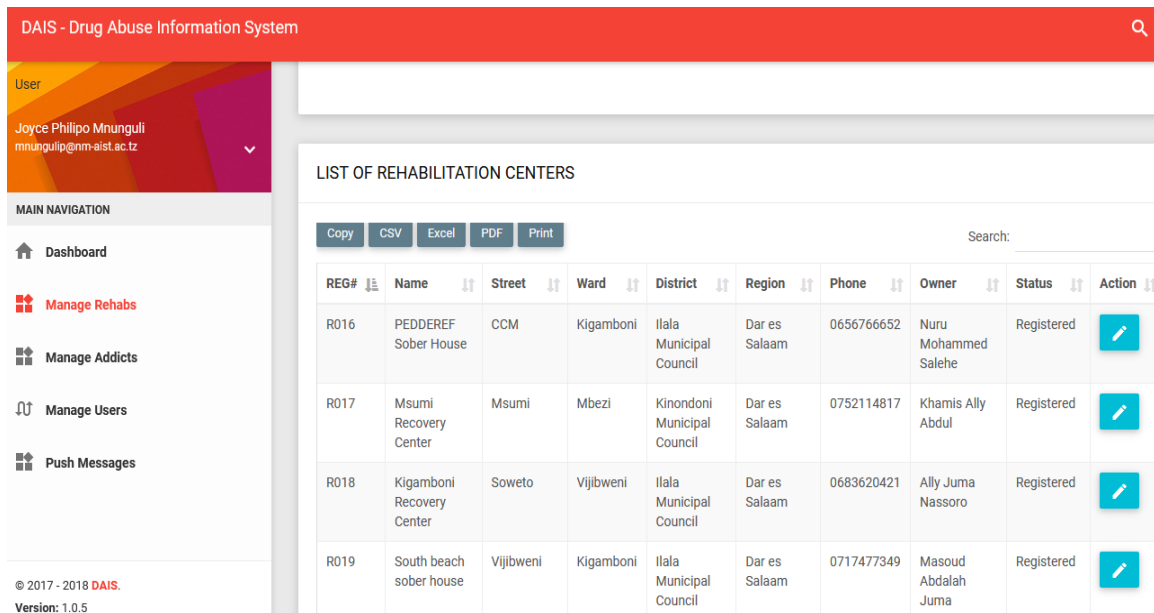 DAIS - Drug Abuse Information System
User
Joyce Philipo Mnunguli
mnungulip@nm-aist.ac.tz
MAIN NAVIGATION
Dashboard
Manage Rehabs
Manage Addicts
Manage Users
Push Messages
© 2017 - 2018 DAIS.
Version: 1.0.5
LIST OF REHABILITATION CENTERS
Copy CSV Excel PDF Print
Search:
REG# Name Street Ward District Region Phone Owner Status Action
R016 PEDDEREF CCM Kigamboni Ilala Dar es 0656766652 Nuru Registered
Sober House Municipal Salaam Mohammed
Council Salehe
R017 Msumi Msumi Mbezi Kinondoni Dar es 0752114817 Khamis Ally Registered
Recovery Municipal Salaam Abdul
Center Council
R018 Kigamboni Soweto Vijibweni Ilala Dar es 0683620421 Ally Juma Registered
Recovery Municipal Salaam Nassoro
Center Council
R019 South beach Vijibweni Kigamboni Ilala Dar es 0717477349 Masoud Registered
sober house Municipal Salaam Abdalah
Council Juma